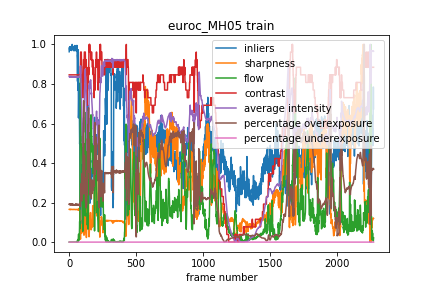 euroc_MH05 train
1.0
0.8
0.6
0.4
0.2
0.0
inliers
sharpness
flow
contrast
average intensity
percentage overexposure
percentage underexposure
0
500
1000
1500
2000
frame number